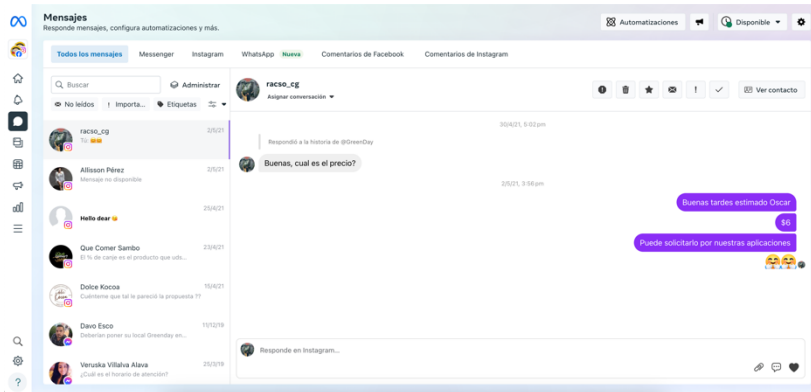 Mensajes
Responde mensajes, configura automatizaciones y más.
Automatizaciones
Disponible
Todos los mensajes Messenger Instagram WhatsApp Nueva Comentarios de Facebook Comentarios de Instagram
Buscar
Administrar
No leídos ! Importa... Etiquetas
racso_cg 2/5/21
Tú: 🤗🤗
Allisson Pérez 2/5/21
Mensaje no disponible
25/4/21
Hello dear 😘
Que Comer Sambo 23/4/21
El % de canje es el producto que uds...
Dolce Kocoa 15/4/21
Cuénteme que tal le pareció la propuesta ??
Davo Esco 11/12/19
Deberían poner su local Greenday en...
Veruska Villalva Alava 25/3/19
¿Cuál es el horario de atención?
racso_cg
Asignar conversación
Ver contacto
30/4/21, 5:02 pm
Respondió a la historia de @GreenDay
Buenas, cual es el precio?
2/5/21, 3:56 pm
Buenas tardes estimado Oscar
$6
Puede solicitarlo por nuestras aplicaciones
🤗🤗
Responde en Instagram...